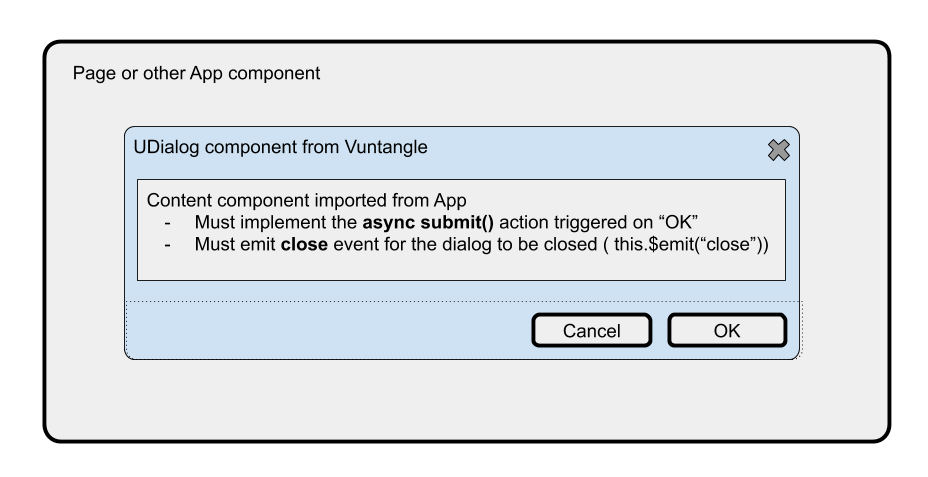 Page or other App component
UDialog component from Vuntangle
Content component imported from App
- Must implement the async submit() action triggered on “OK”
- Must emit close event for the dialog to be closed ( this.$emit(“close”))
Cancel
OK